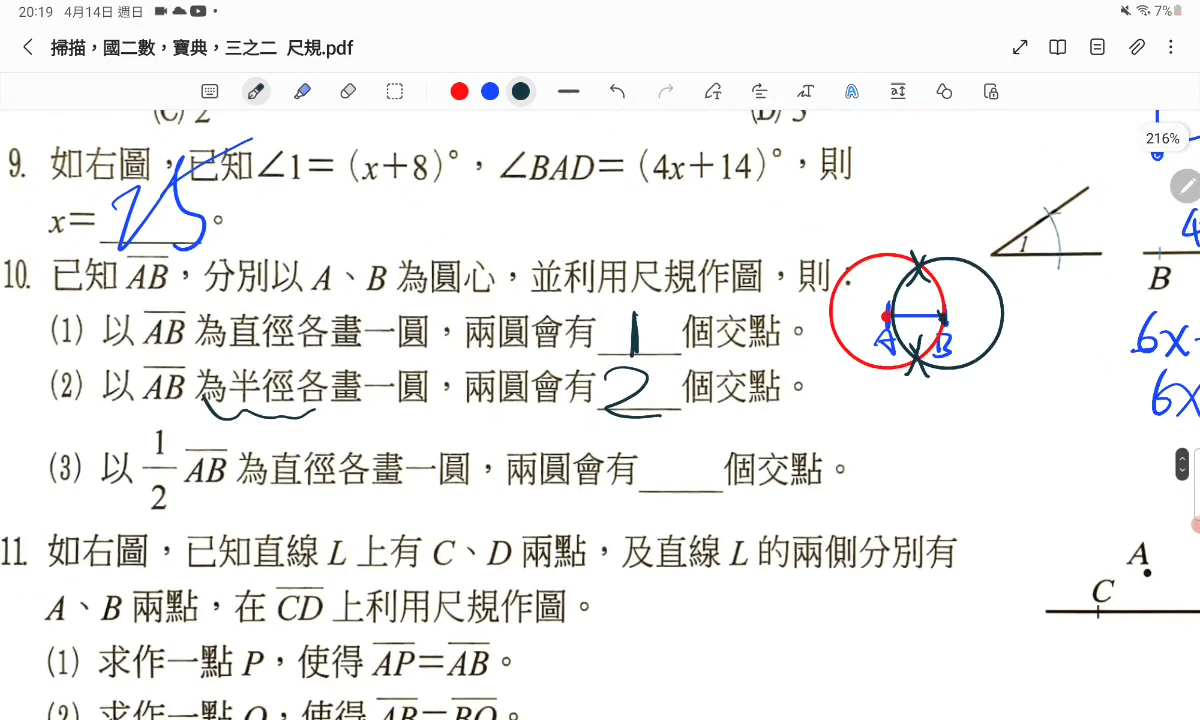 20:19 4月14日 週日 7%
掃描，國二數，寶典，三之二 尺規.pdf
(C) 2 (D) 3
216%
9. 如右圖，已知∠1＝(x＋8)°，∠BAD＝(4x＋14)°，則
x＝ 25 。
1
4
B
10. 已知 AB，分別以 A、B 為圓心，並利用尺規作圖，則：
(1) 以 AB 為直徑各畫一圓，兩圓會有 1 個交點。
A B
6x-
(2) 以 AB 為半徑各畫一圓，兩圓會有 2 個交點。
6x
(3) 以 1/2 AB 為直徑各畫一圓，兩圓會有____個交點。
11. 如右圖，已知直線 L 上有 C、D 兩點，及直線 L 的兩側分別有
A
C
A、B 兩點，在 CD 上利用尺規作圖。
(1) 求作一點 P，使得 AP＝AB。
(2) 求作一點 Q，使得 AB＝BQ。